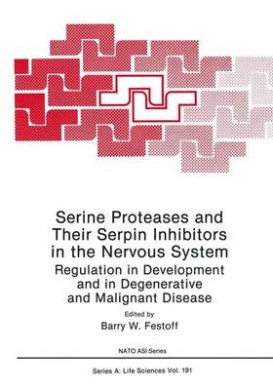 Serine Proteases and
Their Serpin Inhibitors
in the Nervous System
Regulation in Development
and in Degenerative
and Malignant Disease
Edited by
Barry W. Festoff
NATO ASI Series
Series A: Life Sciences Vol. 191